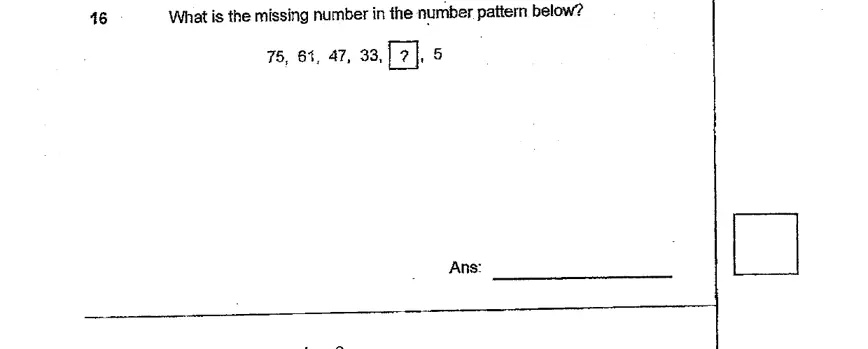 16 What is the missing number in the number pattern below?
75, 61, 47, 33, ?, 5
Ans: